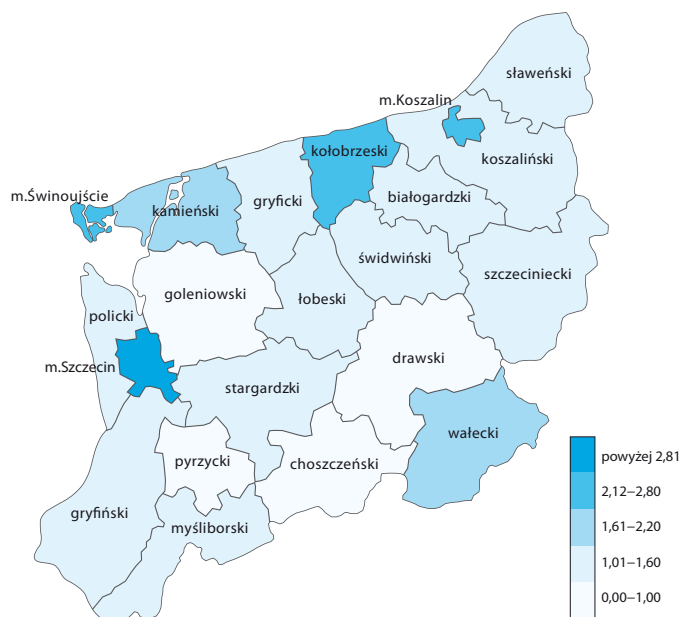 sławeński
m.Koszalin
kołobrzeski
koszaliński
m.Świnoujście
kamieński
gryficki
białogardzki
świdwiński
szczeciniecki
goleniowski
łobeski
policki
drawski
m.Szczecin
stargardzki
wałecki
pyrzycki
choszczeński
gryfiński
myśliborski
powyżej 2,81
2,12–2,80
1,61–2,20
1,01–1,60
0,00–1,00